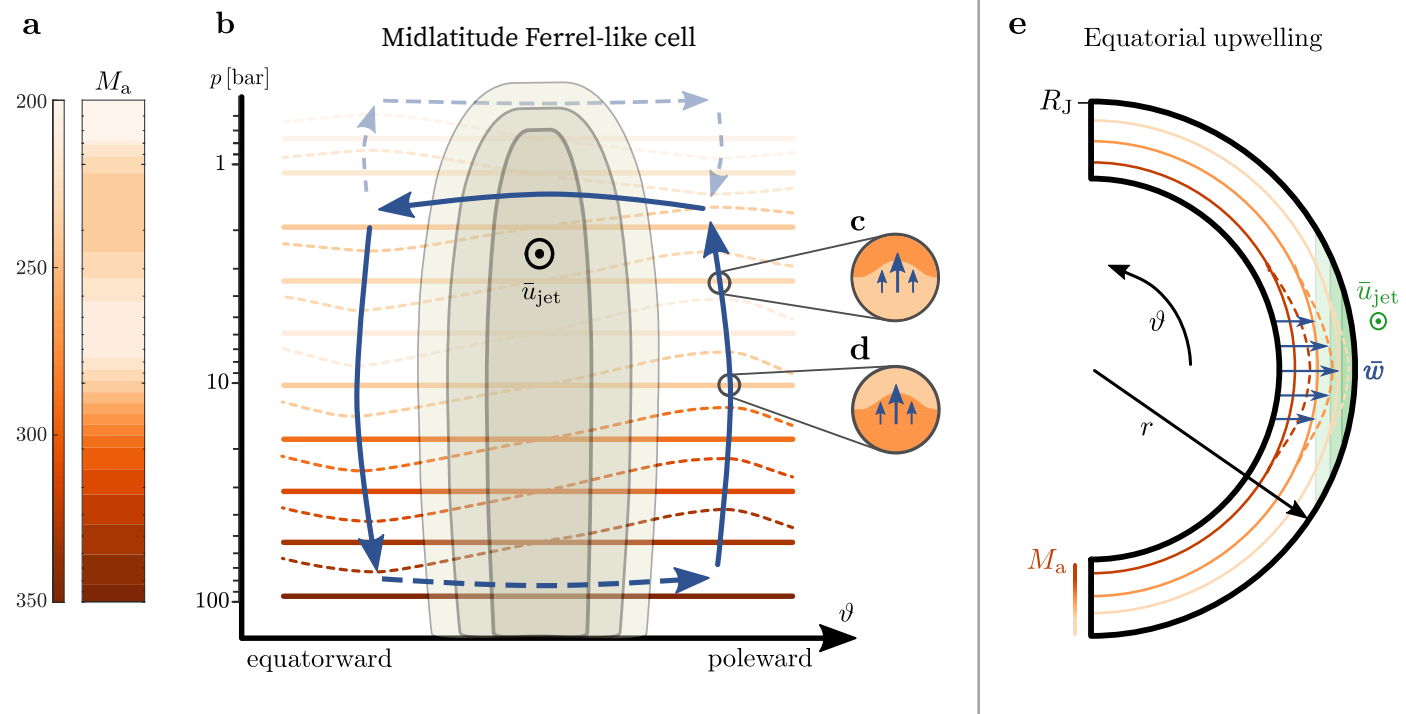 a
M_a
200
250
300
350
b
Midlatitude Ferrel-like cell
p [bar]
1
10
100
ū_jet
c
d
ϑ
equatorward
poleward
e
Equatorial upwelling
R_J
ϑ
r
ū_jet
w̄
M_a